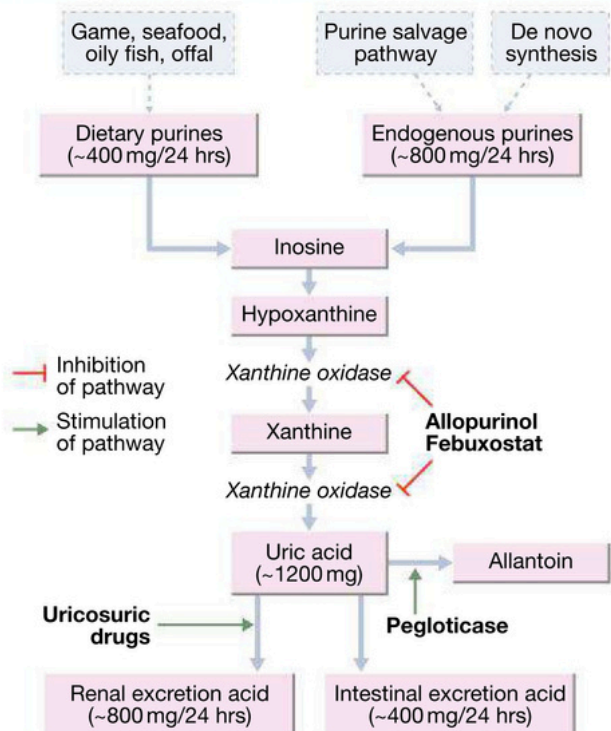 Game, seafood,
oily fish, offal
Purine salvage
pathway
De novo
synthesis
Dietary purines
(~400 mg/24 hrs)
Endogenous purines
(~800 mg/24 hrs)
Inosine
Hypoxanthine
Inhibition
of pathway
Xanthine oxidase
Stimulation
of pathway
Xanthine
Allopurinol
Febuxostat
Xanthine oxidase
Uric acid
(~1200 mg)
Allantoin
Uricosuric
drugs
Pegloticase
Renal excretion acid
(~800 mg/24 hrs)
Intestinal excretion acid
(~400 mg/24 hrs)